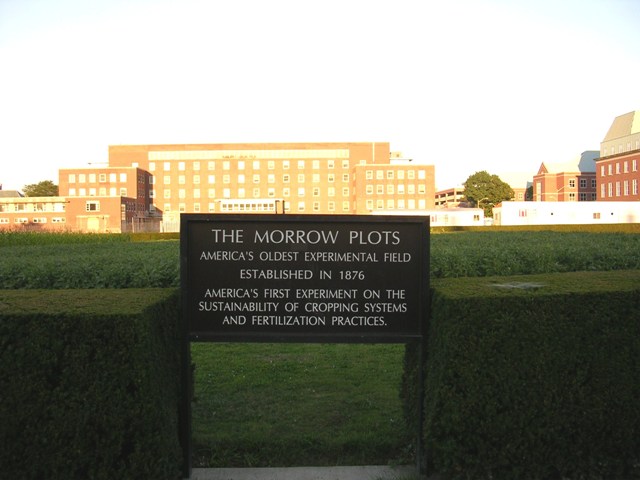 THE MORROW PLOTS
AMERICA'S OLDEST EXPERIMENTAL FIELD
ESTABLISHED IN 1876
AMERICA'S FIRST EXPERIMENT ON THE
SUSTAINABILITY OF CROPPING SYSTEMS
AND FERTILIZATION PRACTICES.